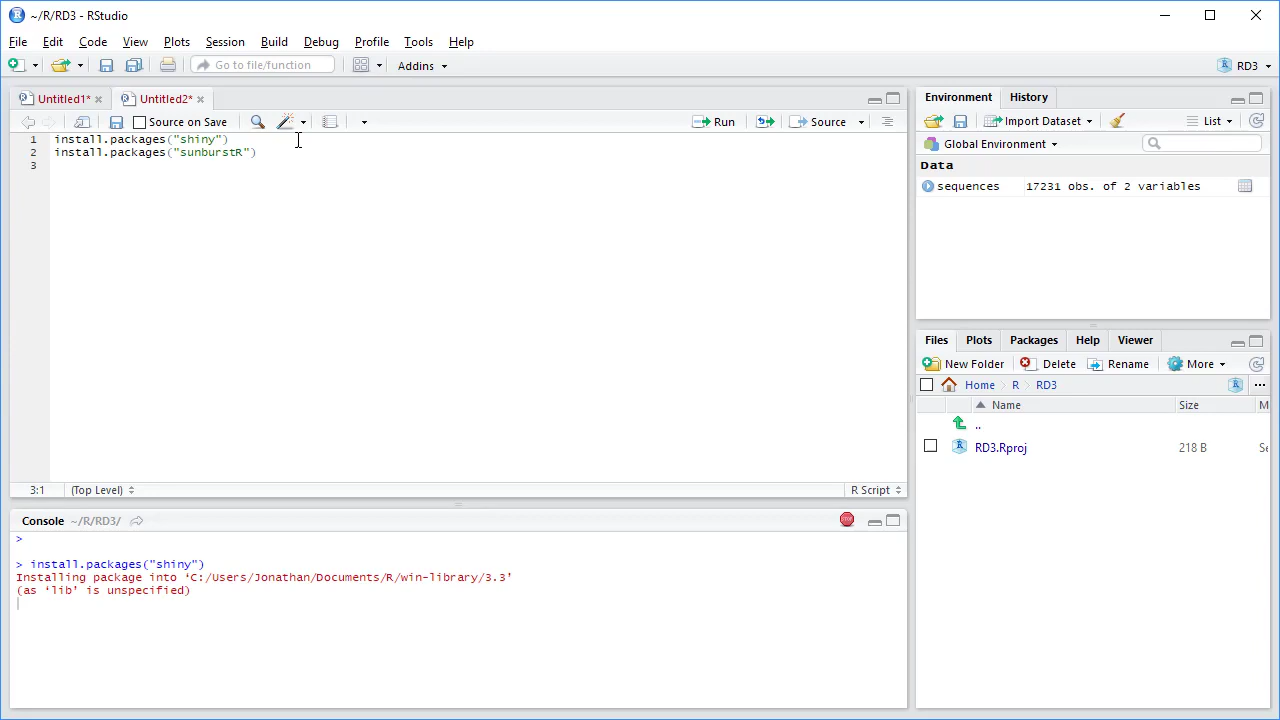 ~/R/RD3 - RStudio
File Edit Code View Plots Session Build Debug Profile Tools Help
Go to file/function Addins RD3
Untitled1* Untitled2*
Source on Save Run Source
1 install.packages("shiny")
2 install.packages("sunburstR")
3
3:1 (Top Level) R Script
Console ~/R/RD3/
>
> install.packages("shiny")
Installing package into ‘C:/Users/Jonathan/Documents/R/win-library/3.3’
(as ‘lib’ is unspecified)
Environment History
Import Dataset List
Global Environment
Data
sequences 17231 obs. of 2 variables
Files Plots Packages Help Viewer
New Folder Delete Rename More
Home R RD3
Name Size M
..
RD3.Rproj 218 B Se